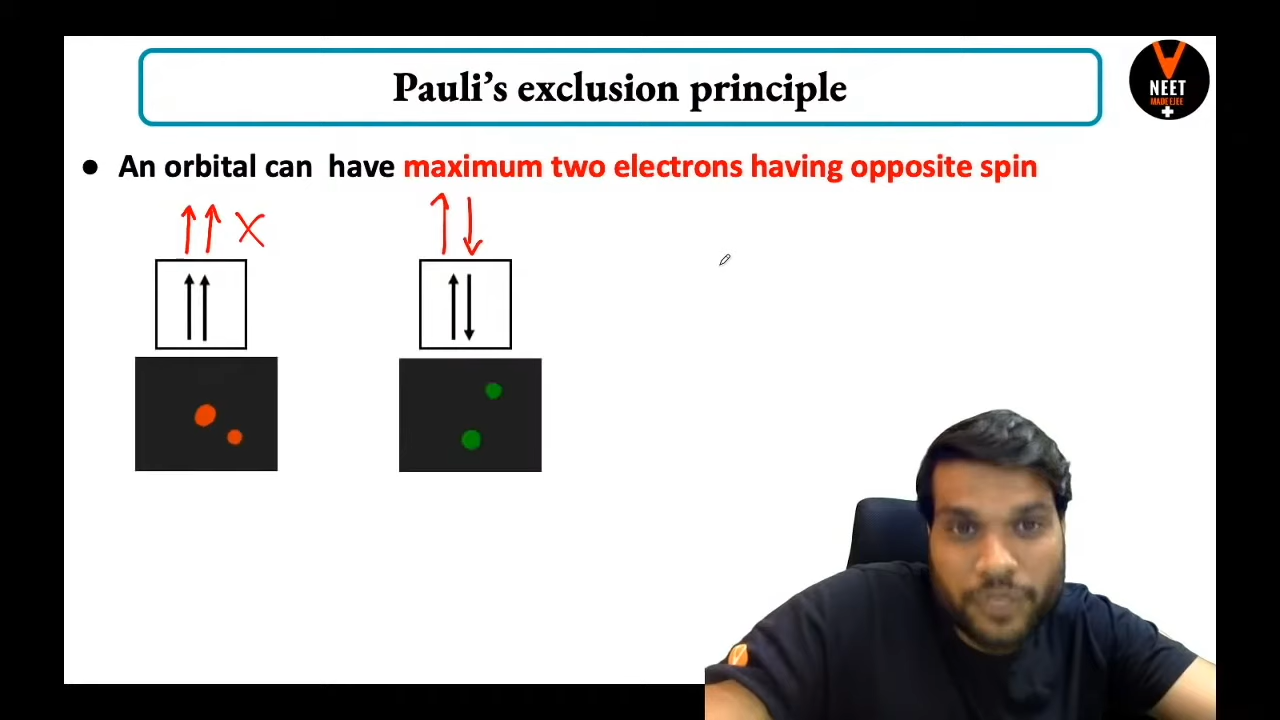 Pauli's exclusion principle
NEET
MADE EJEE
● An orbital can have maximum two electrons having opposite spin
↑↑ X
↑↓